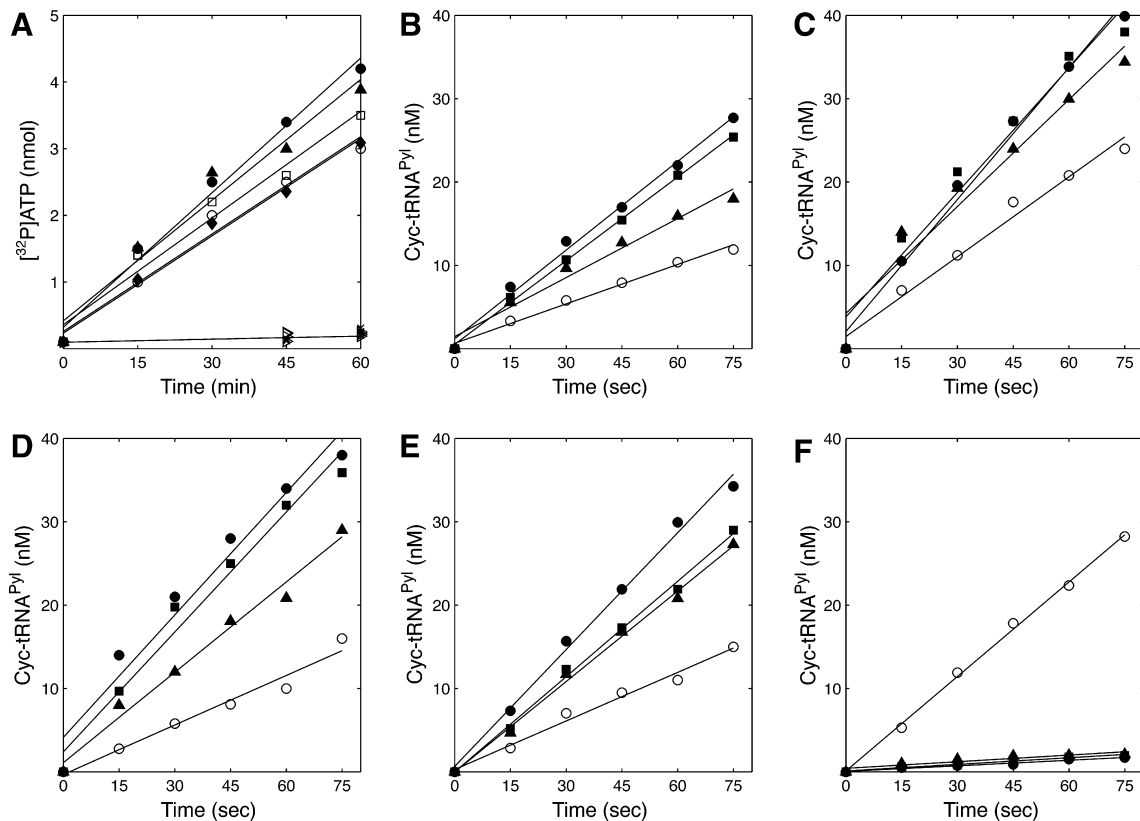 A
5
4
3
2
1
[³²P]ATP (nmol)
0 15 30 45 60
Time (min)
B
40
30
20
10
Cyc-tRNAᴾʸˡ (nM)
0 15 30 45 60 75
Time (sec)
C
40
30
20
10
Cyc-tRNAᴾʸˡ (nM)
0 15 30 45 60 75
Time (sec)
D
40
30
20
10
Cyc-tRNAᴾʸˡ (nM)
0 15 30 45 60 75
Time (sec)
E
40
30
20
10
Cyc-tRNAᴾʸˡ (nM)
0 15 30 45 60 75
Time (sec)
F
40
30
20
10
Cyc-tRNAᴾʸˡ (nM)
0 15 30 45 60 75
Time (sec)